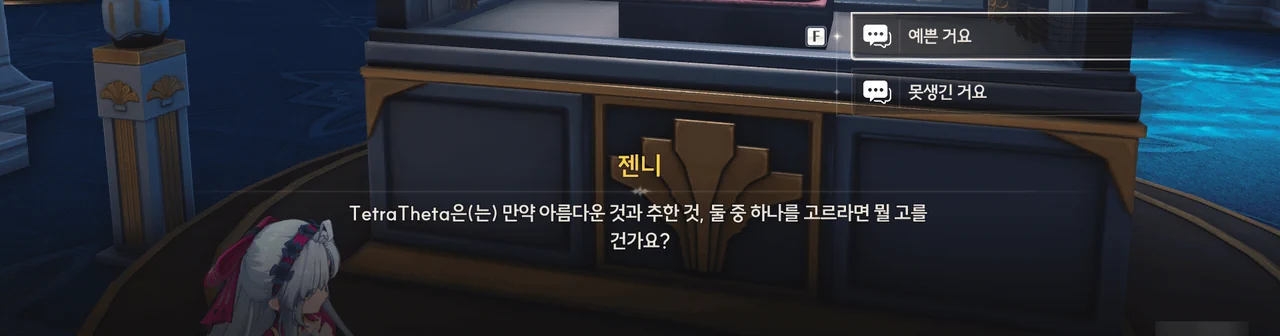 F 예쁜 거요
못생긴 거요
젠니
TetraTheta은(는) 만약 아름다운 것과 추한 것, 둘 중 하나를 고르라면 뭘 고를
건가요?